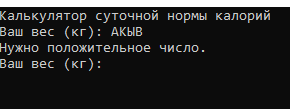 Калькулятор суточной нормы калорий
Ваш вес (кг): АКЫВ
Нужно положительное число.
Ваш вес (кг):